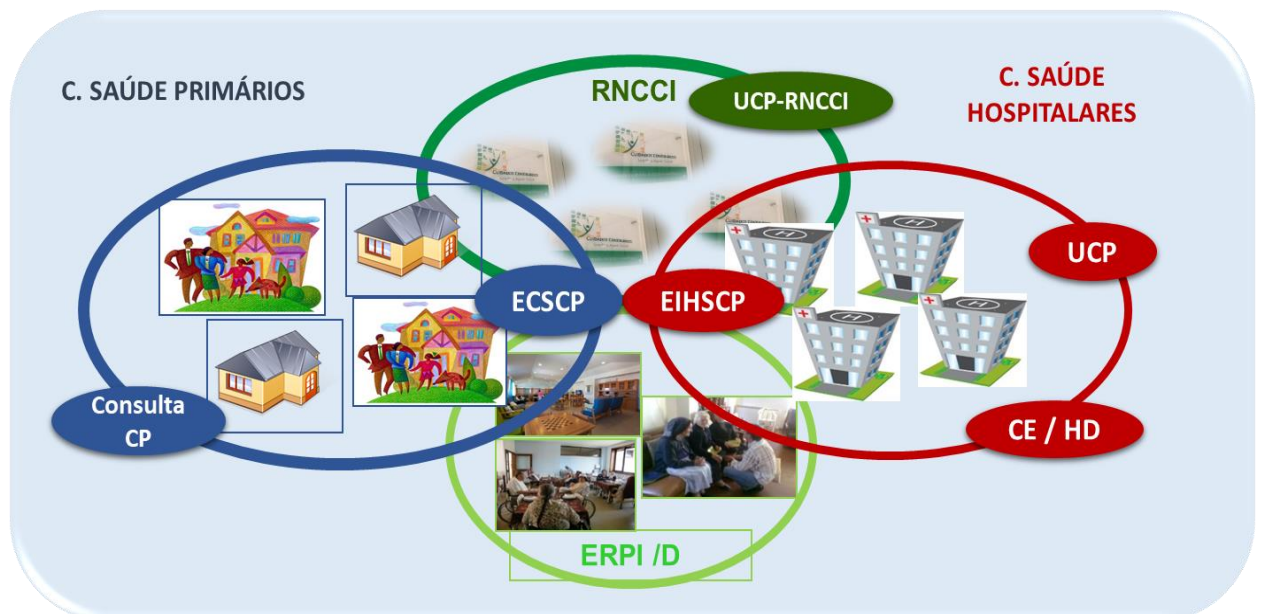 C. SAÚDE PRIMÁRIOS
RNCCI
UCP-RNCCI
C. SAÚDE
HOSPITALARES
UCP
ECSCP
EIHSCP
Consulta
CP
CE / HD
ERPI /D
H
H
H
H